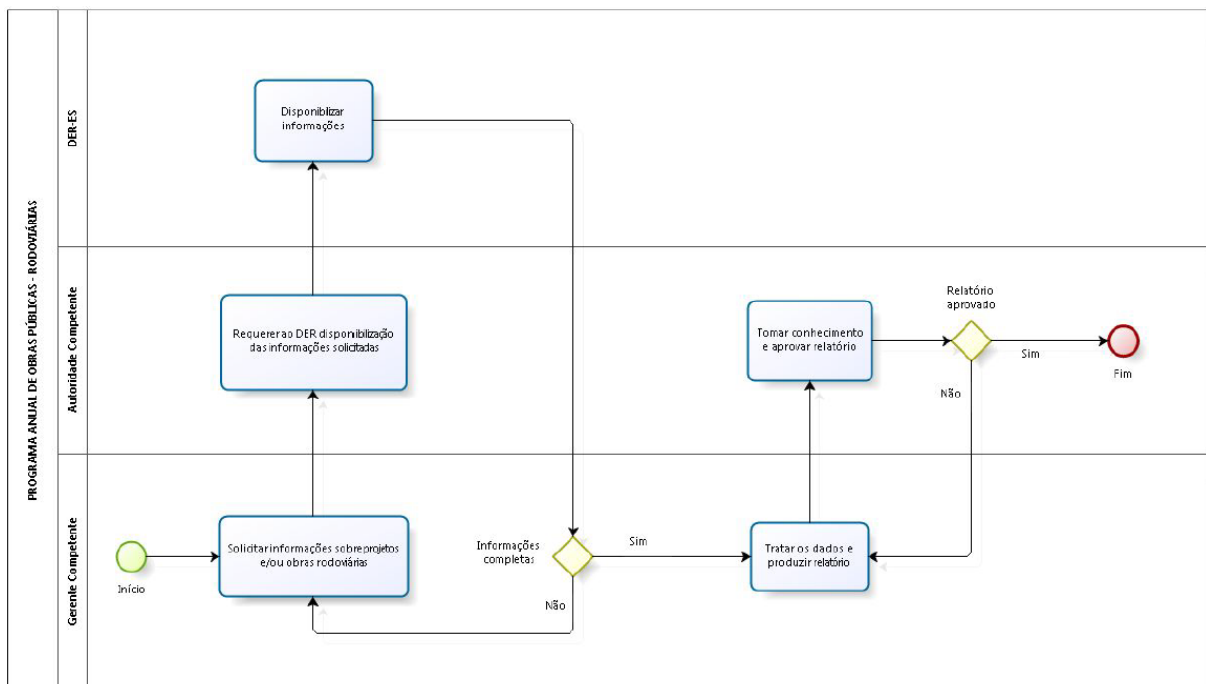 PROGRAMA ANUAL DE OBRAS PÚBLICAS - RODOVIÁRIAS
DER-ES
Disponiblizar
informações
Autoridade Competente
Requerer ao DER disponibilização
das informações solicitadas
Tomar conhecimento
e aprovar relatório
Relatório
aprovado
Sim
Fim
Não
Gerente Competente
Início
Solicitar informações sobre projetos
e/ou obras rodoviárias
Informações
completas
Sim
Não
Tratar os dados e
produzir relatório